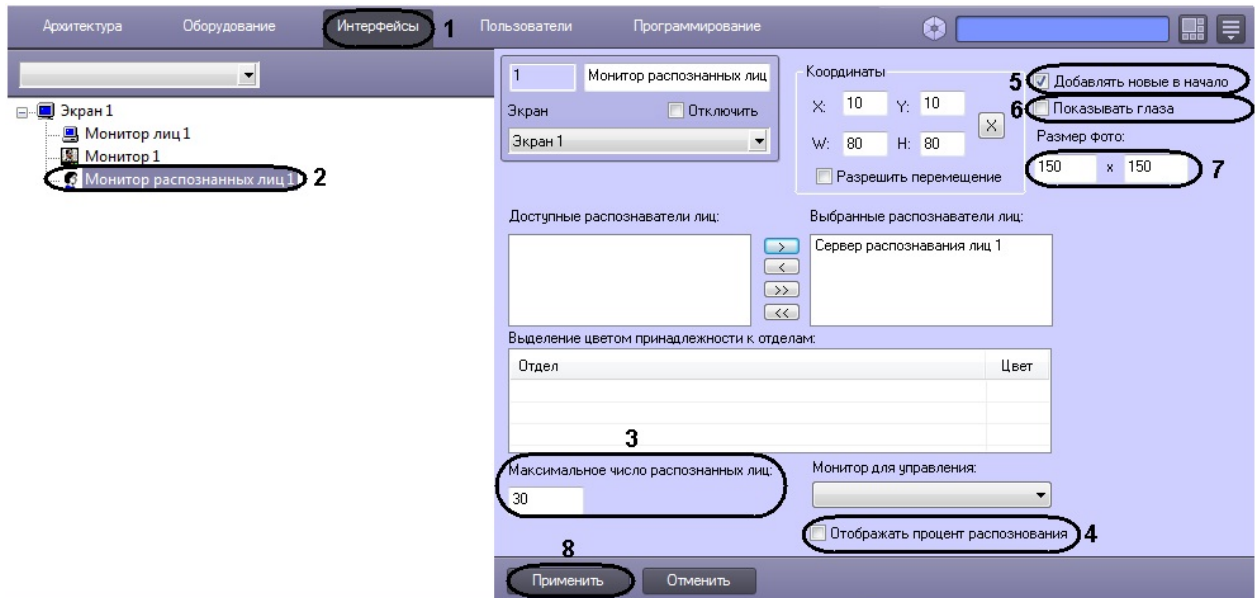 Архитектура Оборудование Интерфейсы 1 Пользователи Программирование
Экран 1
Монитор лиц 1
Монитор 1
Монитор распознанных лиц 1 2
1 Монитор распознанных лиц
Экран Отключить
Экран 1
Координаты
X: 10 Y: 10
X
W: 80 H: 80
Разрешить перемещение
5 Добавлять новые в начало
6 Показывать глаза
Размер фото:
150 x 150 7
Доступные распознаватели лиц:
> 
<
>>
<<
Выбранные распознаватели лиц:
Сервер распознавания лиц 1
Выделение цветом принадлежности к отделам:
Отдел Цвет
3
Максимальное число распознанных лиц:
30
Монитор для управления:
Отображать процент распознования 4
8
Применить Отменить